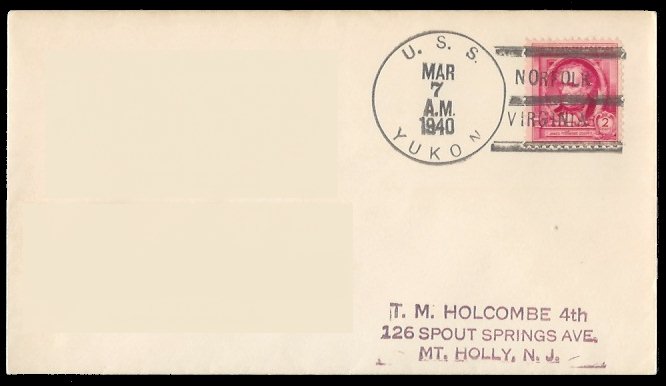 U. S. S.
MAR
7
A.M.
1940
YUKON
NORFOLK
VIRGINIA
2
T. M. HOLCOMBE 4th
126 SPOUT SPRINGS AVE.
MT. HOLLY, N. J.